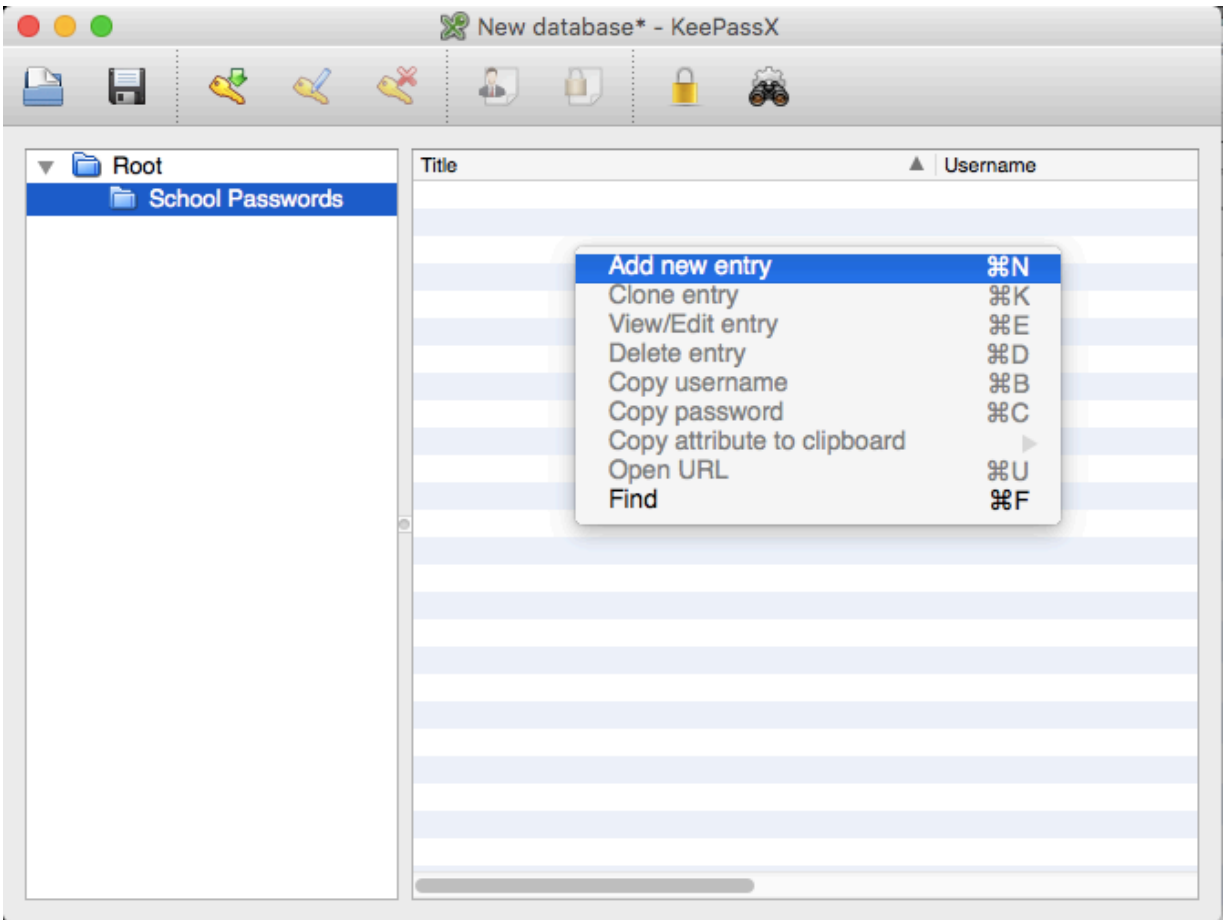 New database* - KeePassX
Root
School Passwords
Title Username
Add new entry ⌘N
Clone entry ⌘K
View/Edit entry ⌘E
Delete entry ⌘D
Copy username ⌘B
Copy password ⌘C
Copy attribute to clipboard
Open URL ⌘U
Find ⌘F